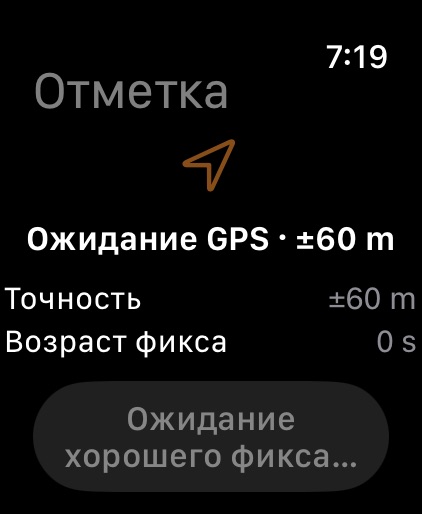 7:19
Отметка
Ожидание GPS · ±60 m
Точность ±60 m
Возраст фикса 0 s
Ожидание
хорошего фикса...